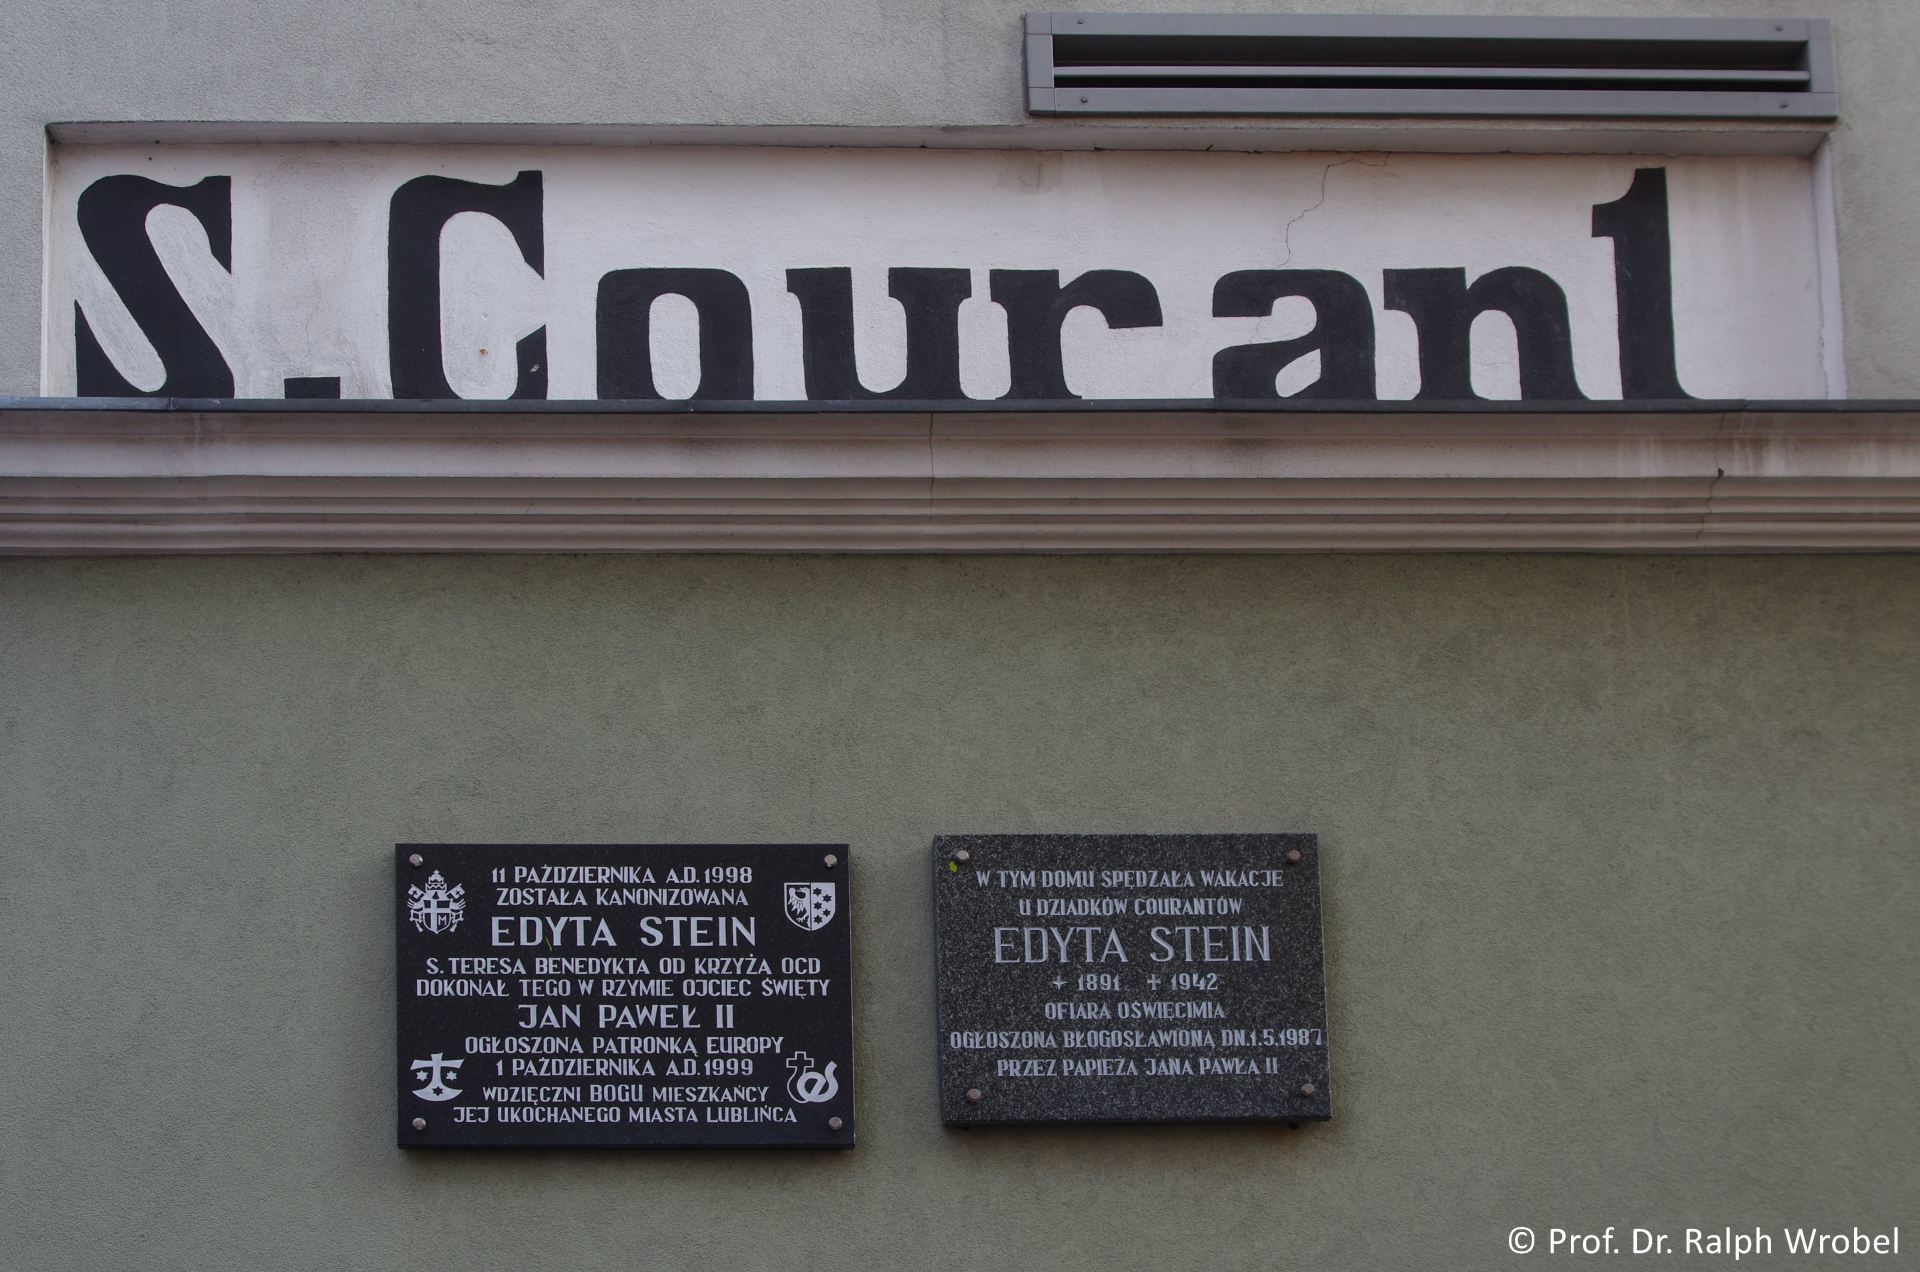 S. Courant
11 PAŹDZIERNIKA A.D. 1998
ZOSTAŁA KANONIZOWANA
EDYTA STEIN
S. TERESA BENEDYKTA OD KRZYŻA OCD
DOKONAŁ TEGO W RZYMIE OJCIEC ŚWIĘTY
JAN PAWEŁ II
OGŁOSZONA PATRONKĄ EUROPY
1 PAŹDZIERNIKA A.D. 1999
WDZIĘCZNI BOGU MIESZKAŃCY
JEJ UKOCHANEGO MIASTA LUBLIŃCA
W TYM DOMU SPĘDZAŁA WAKACJE
U DZIADKÓW COURANTÓW
EDYTA STEIN
✦ 1891 ✝ 1942
OFIARA OŚWIĘCIMIA
OGŁOSZONA BŁOGOSŁAWIONĄ DN.1.5.1987
PRZEZ PAPIEŻA JANA PAWŁA II
© Prof. Dr. Ralph Wrobel